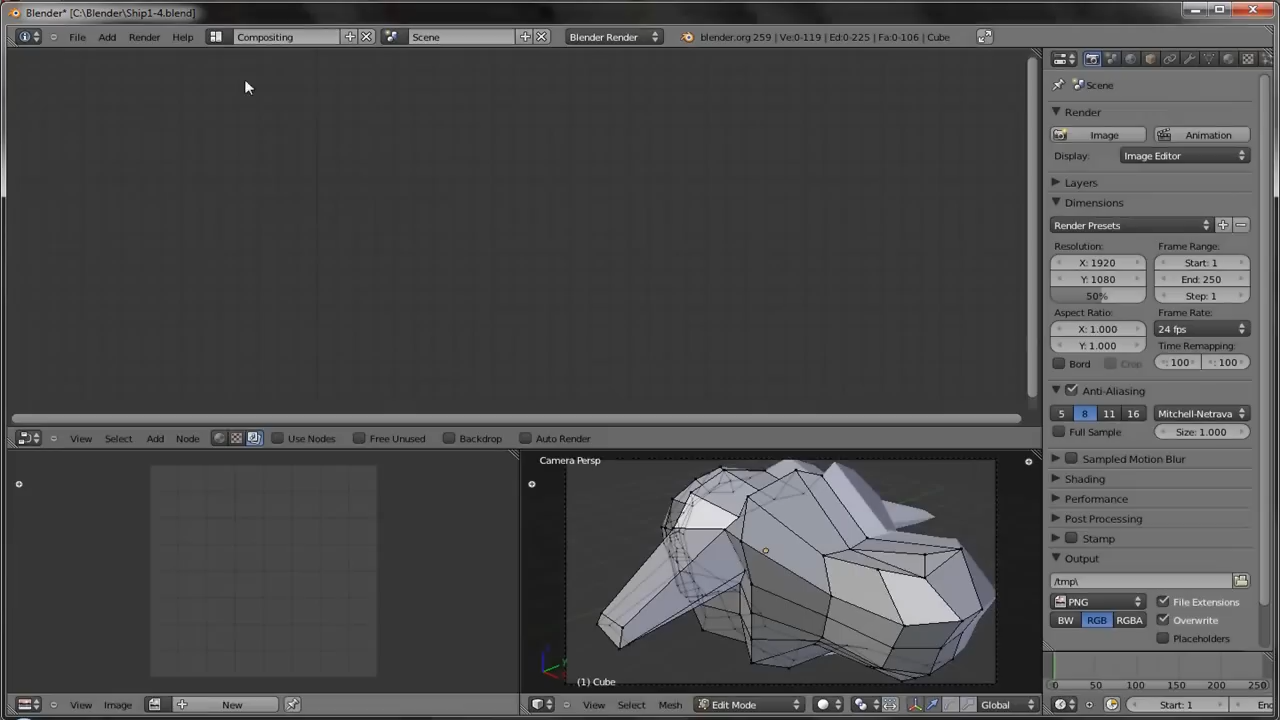 Blender* [C:\Blender\Ship1-4.blend]
File Add Render Help Compositing Scene Blender Render blender.org 259 | Ve:0-119 | Ed:0-225 | Fa:0-106 | Cube
Scene
Render
Image Animation
Display: Image Editor
Layers
Dimensions
Render Presets
Resolution: Frame Range:
X: 1920 Start: 1
Y: 1080 End: 250
50% Step: 1
Aspect Ratio: Frame Rate:
X: 1.000 24 fps
Y: 1.000 Time Remapping:
: 100 : 100
Bord Crop
Anti-Aliasing
5 8 11 16 Mitchell-Netrava
Full Sample Size: 1.000
Sampled Motion Blur
Shading
Performance
Post Processing
Stamp
Output
/tmp\
PNG File Extensions
BW RGB RGBA Overwrite
Placeholders
View Select Add Node Use Nodes Free Unused Backdrop Auto Render
Camera Persp
(1) Cube
0 50 100 150 200 250
View Image New
View Select Mesh Edit Mode Global
Start: 1 En